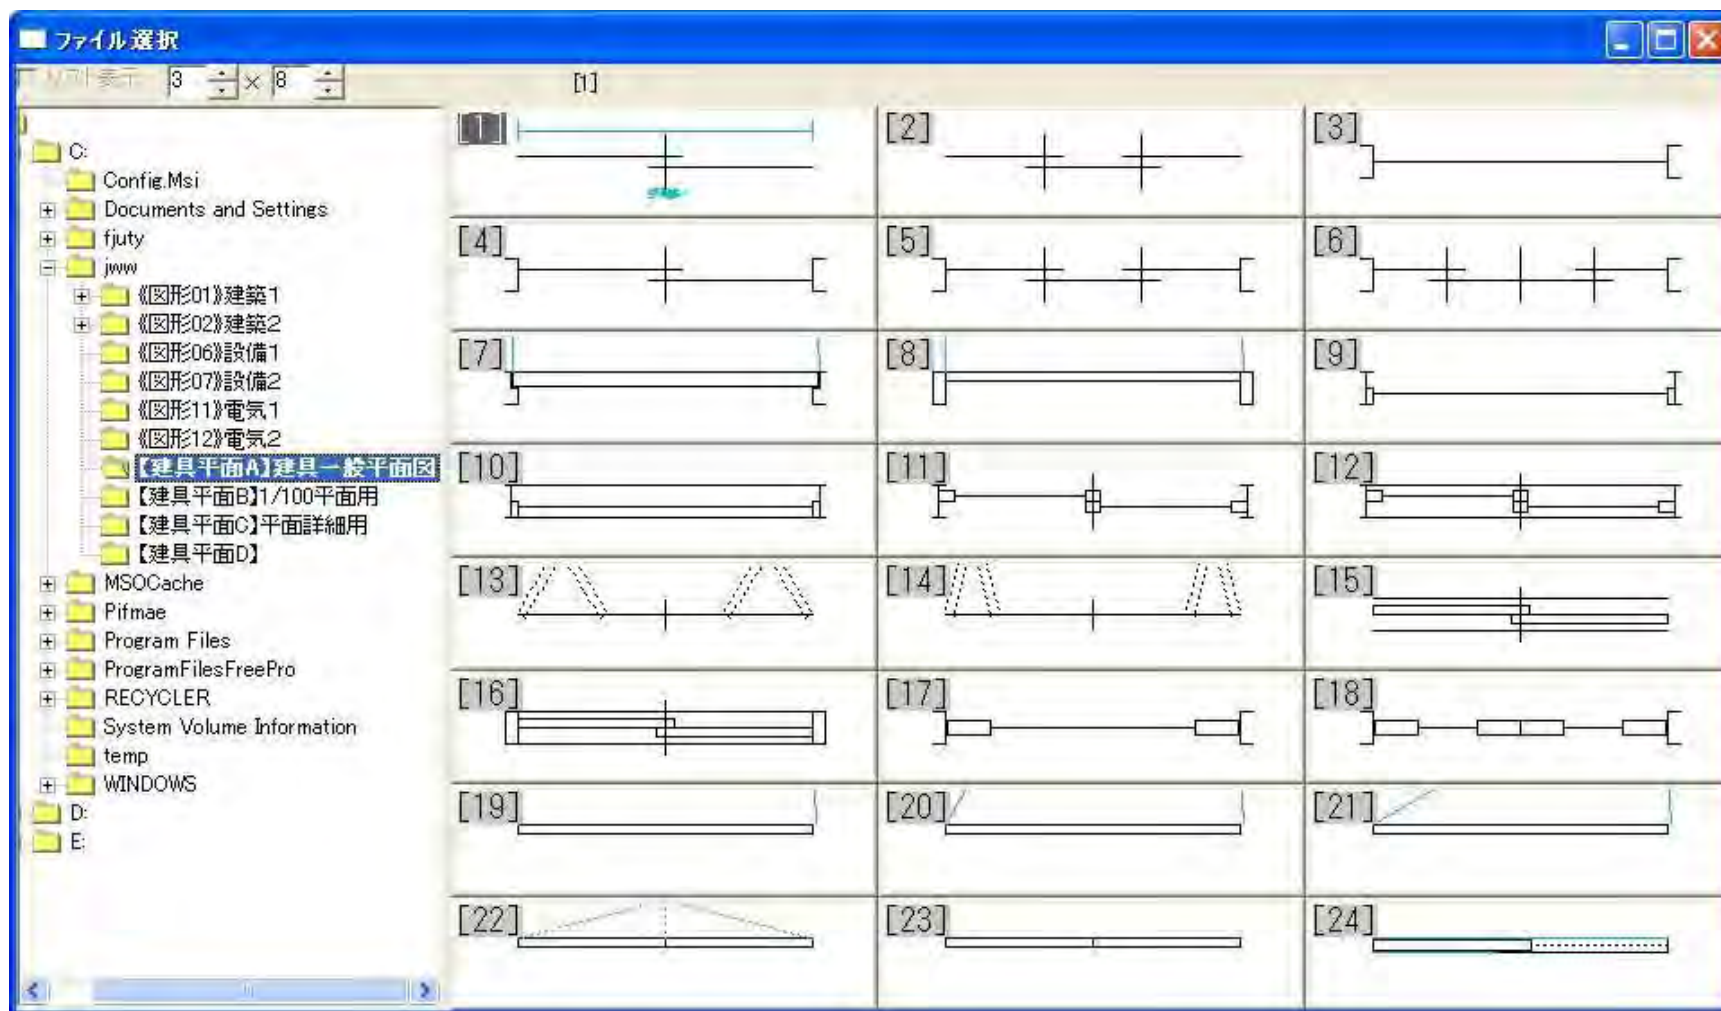 ファイル選択
リスト表示 3 × 8 [1]
C:
Config.Msi
Documents and Settings
fjuty
jww
《図形01》建築1
《図形02》建築2
《図形06》設備1
《図形07》設備2
《図形11》電気1
《図形12》電気2
【建具平面A】建具一般平面図
【建具平面B】1/100平面用
【建具平面C】平面詳細用
【建具平面D】
MSOCache
Pifmae
Program Files
ProgramFilesFreePro
RECYCLER
System Volume Information
temp
WINDOWS
D:
E:
[1] [2] [3]
[4] [5] [6]
[7] [8] [9]
[10] [11] [12]
[13] [14] [15]
[16] [17] [18]
[19] [20] [21]
[22] [23] [24]